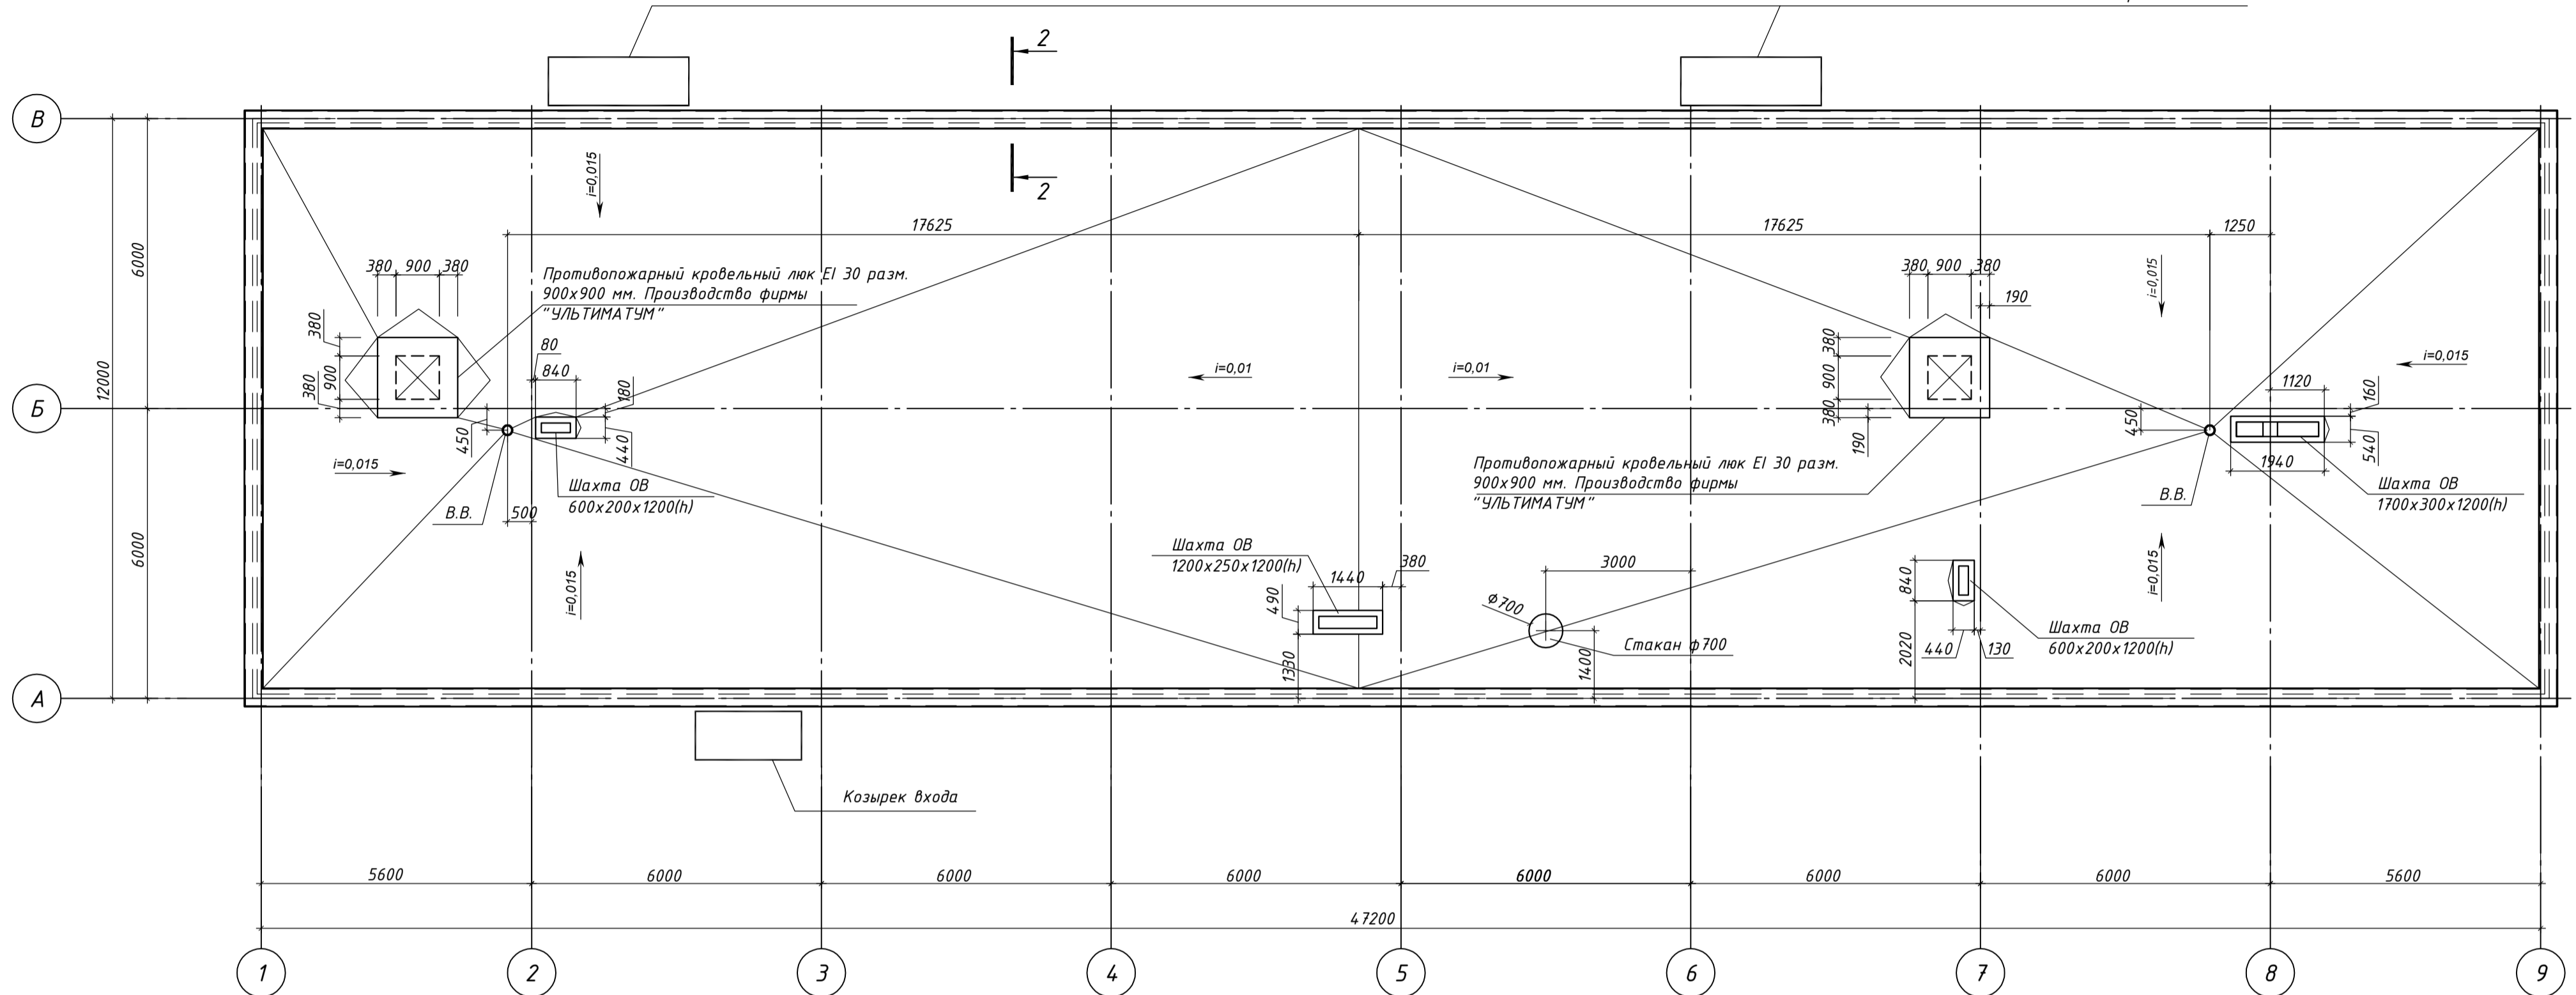 2
2
В
Б
А
12000
6000
6000
i=0,015
17625
17625
1250
380 900 380
380
900
380
Противопожарный кровельный люк EI 30 разм.
900х900 мм. Производство фирмы
"УЛЬТИМАТУМ"
80
840
180
440
450
500
i=0,015
В.В.
Шахта ОВ
600х200х1200(h)
i=0,015
i=0,01
i=0,01
380 900 380
190
380
900
380
190
Противопожарный кровельный люк EI 30 разм.
900х900 мм. Производство фирмы
"УЛЬТИМАТУМ"
i=0,015
i=0,015
1120
160
450
540
1940
В.В.
Шахта ОВ
1700х300х1200(h)
Шахта ОВ
1200х250х1200(h)
1440
380
490
1330
3000
ϕ700
Стакан ϕ700
1400
840
2020
440
130
Шахта ОВ
600х200х1200(h)
i=0,015
Козырек входа
5600
6000
6000
6000
6000
6000
6000
5600
47200
1
2
3
4
5
6
7
8
9